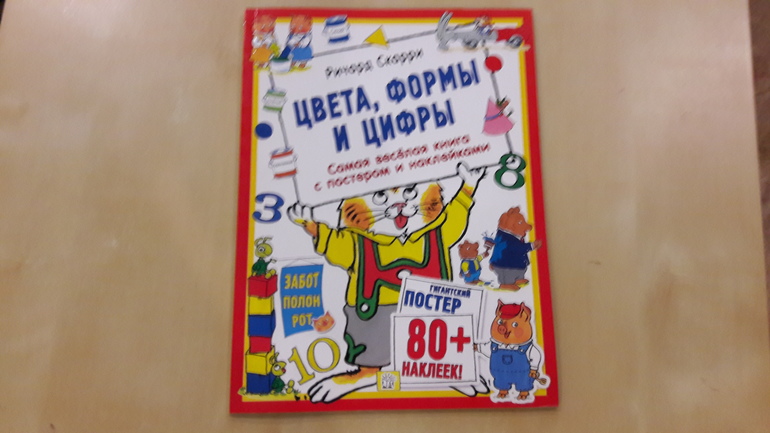 Ричард Скарри
ЦВЕТА, ФОРМЫ
И ЦИФРЫ
Самая весёлая книга
с постером и наклейками
3
8
ЗАБОТ
ПОЛОН
РОТ
10
ГИГАНТСКИЙ
ПОСТЕР
80+
НАКЛЕЕК!